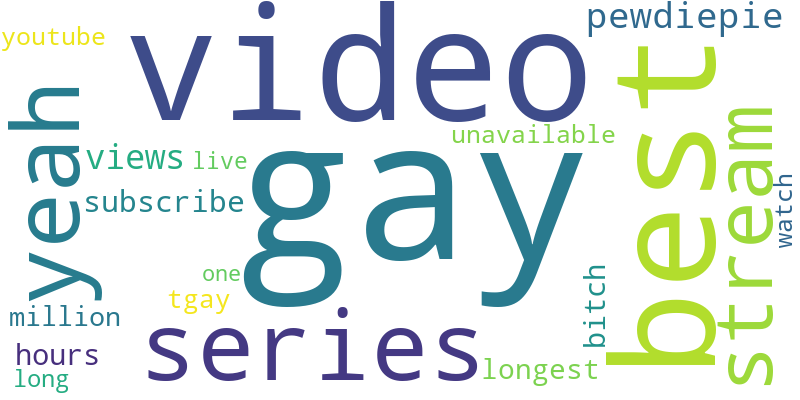 video
pewdiepie
youtube
gay
best
yeah
stream
unavailable
views
live
subscribe
watch
one
tgay
bitch
million
series
hours
longest
long